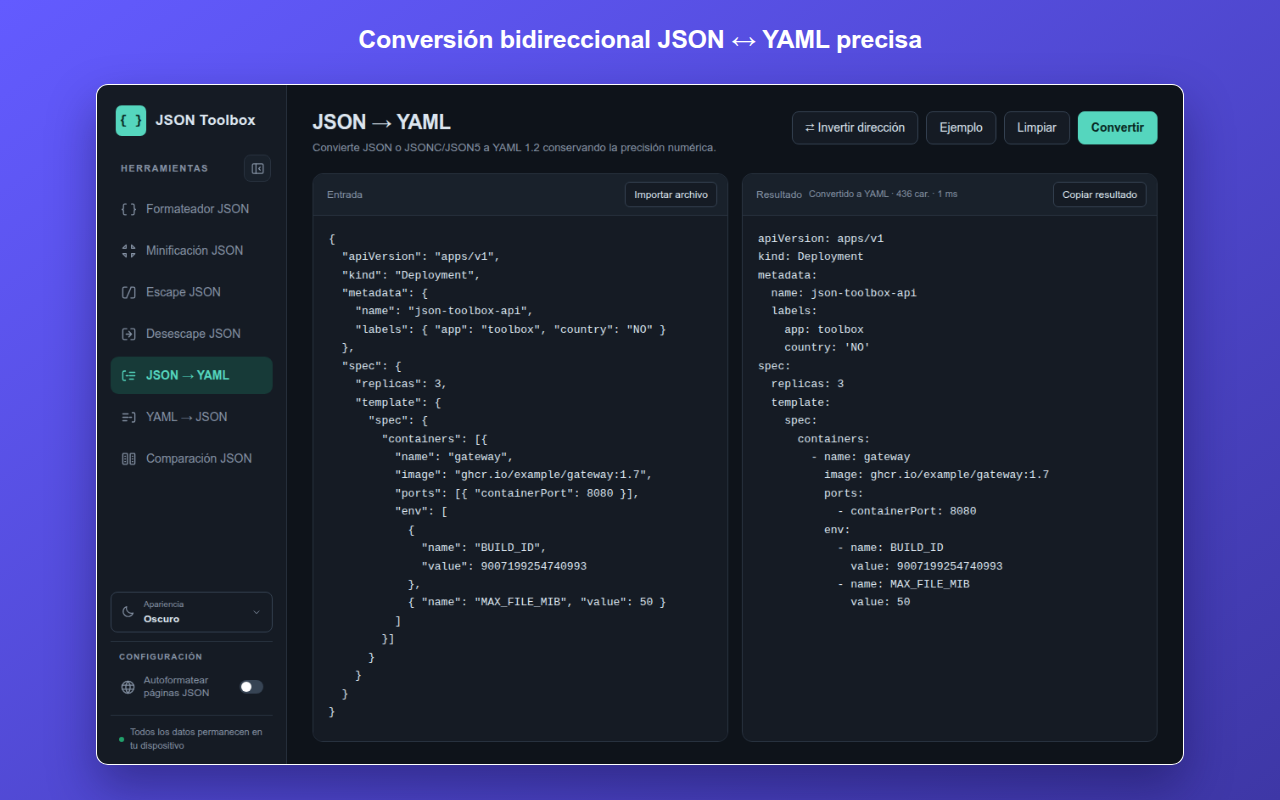 Conversión bidireccional JSON ↔ YAML precisa
{ } JSON Toolbox
HERRAMIENTAS
Formateador JSON
Minificación JSON
Escape JSON
Desescape JSON
JSON → YAML
YAML → JSON
Comparación JSON
Apariencia
Oscuro
CONFIGURACIÓN
Autoformatear
páginas JSON
Todos los datos permanecen en
tu dispositivo
JSON → YAML
Convierte JSON o JSONC/JSON5 a YAML 1.2 conservando la precisión numérica.
⇄ Invertir dirección
Ejemplo
Limpiar
Convertir
Entrada
Importar archivo
{
  "apiVersion": "apps/v1",
  "kind": "Deployment",
  "metadata": {
    "name": "json-toolbox-api",
    "labels": { "app": "toolbox", "country": "NO" }
  },
  "spec": {
    "replicas": 3,
    "template": {
      "spec": {
        "containers": [{
          "name": "gateway",
          "image": "ghcr.io/example/gateway:1.7",
          "ports": [{ "containerPort": 8080 }],
          "env": [
            {
              "name": "BUILD_ID",
              "value": 9007199254740993
            },
            { "name": "MAX_FILE_MIB", "value": 50 }
          ]
        }]
      }
    }
  }
}
Resultado Convertido a YAML · 436 car. · 1 ms
Copiar resultado
apiVersion: apps/v1
kind: Deployment
metadata:
  name: json-toolbox-api
  labels:
    app: toolbox
    country: 'NO'
spec:
  replicas: 3
  template:
    spec:
      containers:
        - name: gateway
          image: ghcr.io/example/gateway:1.7
          ports:
            - containerPort: 8080
          env:
            - name: BUILD_ID
              value: 9007199254740993
            - name: MAX_FILE_MIB
              value: 50